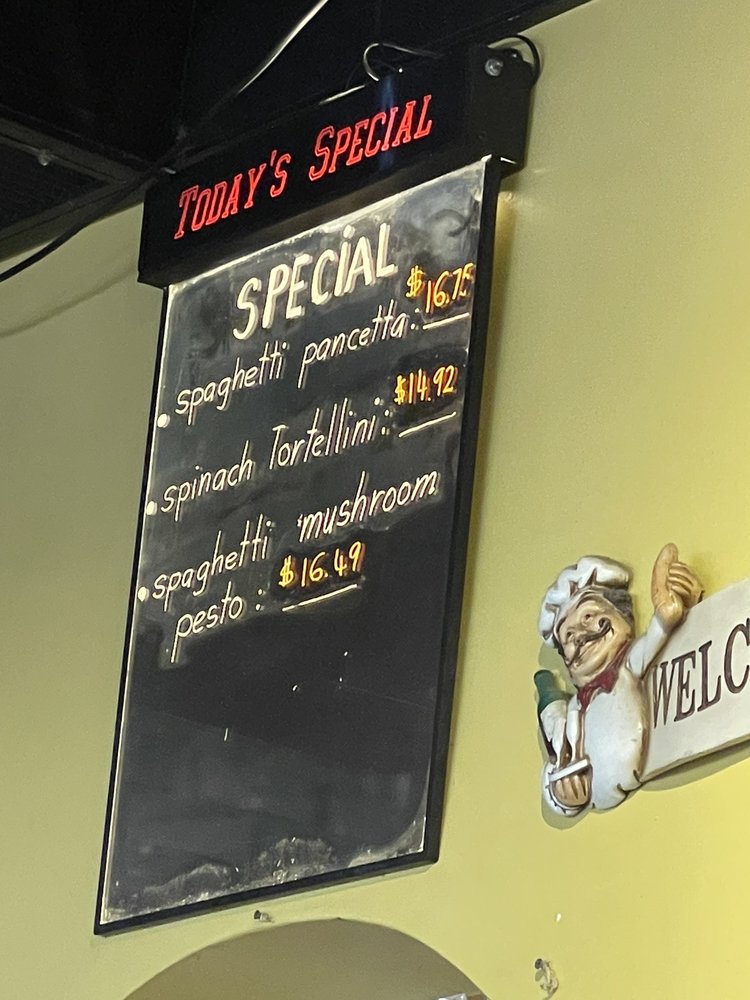 TODAY'S SPECIAL
SPECIAL
• spaghetti pancetta: $16.75
• spinach Tortellini: $14.92
• spaghetti mushroom
pesto: $16.49
WELC